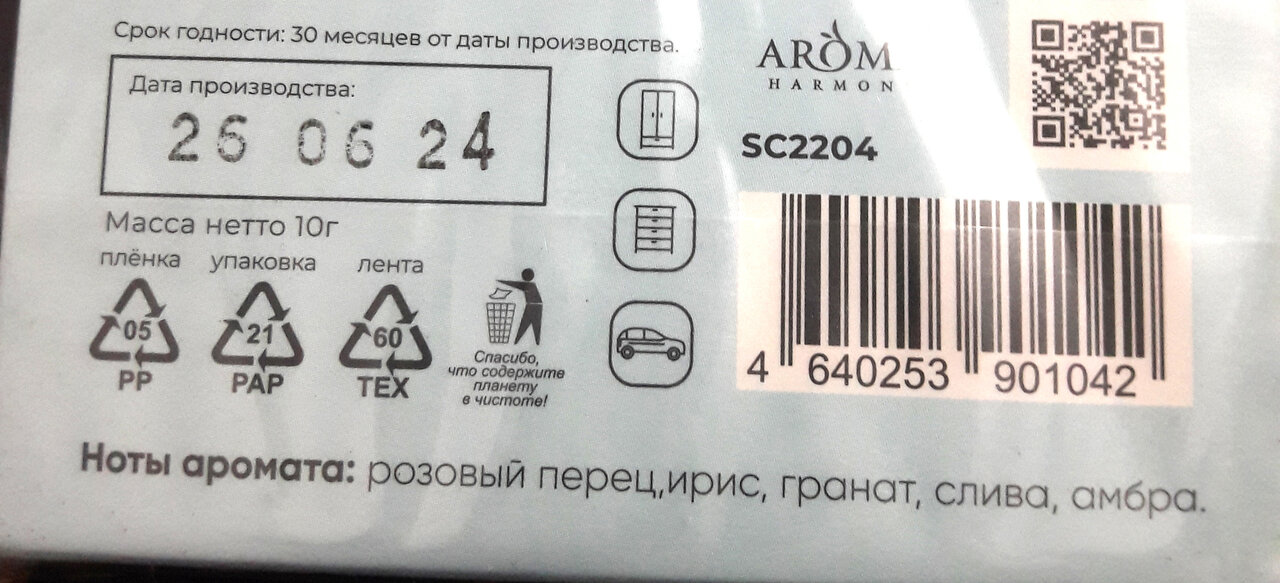 Срок годности: 30 месяцев от даты производства.
Дата производства:
26 06 24
Масса нетто 10г
плёнка упаковка лента
05 21 60
PP PAP TEX
Спасибо,
что содержите
планету
в чистоте!
AROM
HARMON
SC2204
4 640253 901042
Ноты аромата: розовый перец,ирис, гранат, слива, амбра.